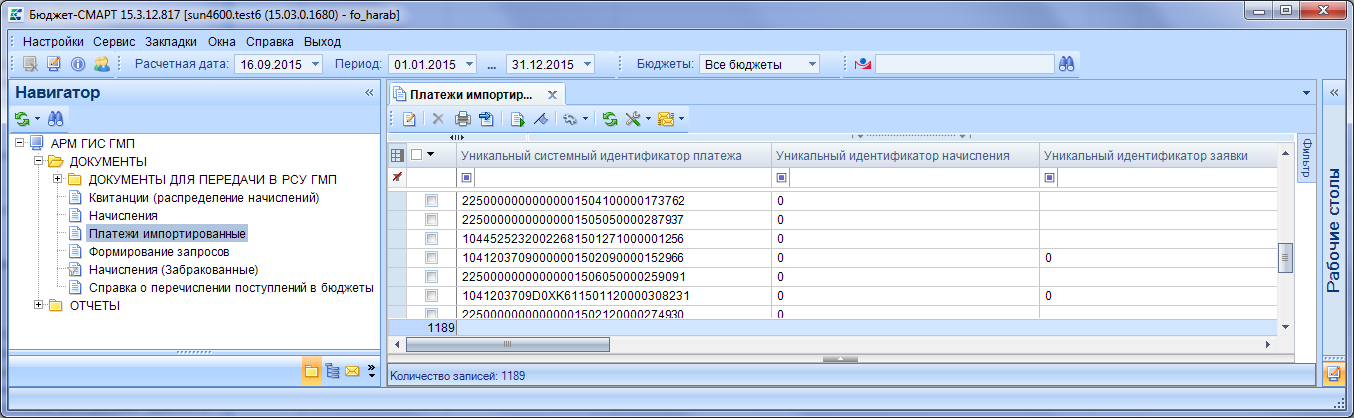 Бюджет-СМАРT 15.3.12.817 [sun4600.test6 (15.03.0.1680) - fo_harab]
Настройки Сервис Закладки Окна Справка Выход
Расчетная дата: 16.09.2015 Период: 01.01.2015 ... 31.12.2015 Бюджеты: Все бюджеты
Навигатор
АРМ ГИС ГМП
ДОКУМЕНТЫ
ДОКУМЕНТЫ ДЛЯ ПЕРЕДАЧИ В РСУ ГМП
Квитанции (распределение начислений)
Начисления
Платежи импортированные
Формирование запросов
Начисления (Забракованные)
Справка о перечислении поступлений в бюджеты
ОТЧЕТЫ
Платежи импортир...
Уникальный системный идентификатор платежа Уникальный идентификатор начисления Уникальный идентификатор заявки
22500000000000001504100000173762 0
22500000000000001505050000287937 0
10445252320022681501271000001256 0
10412037090000001502090000152966 0 0
22500000000000001506050000259091 0
1041203709D0XK611501120000308231 0 0
22500000000000001502120000274930 0
1189
Количество записей: 1189
Фильтр
Рабочие столы